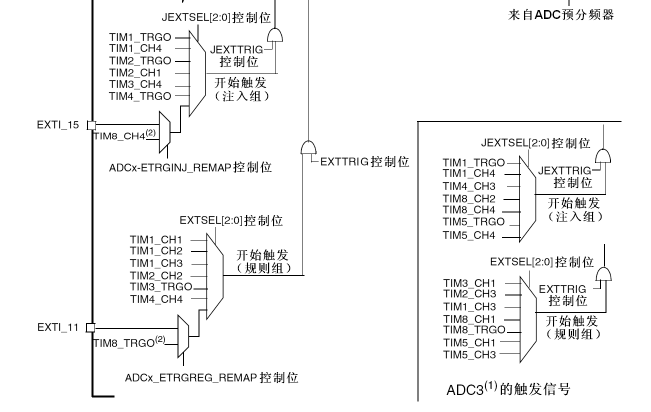 来自ADC预分频器
JEXTSEL[2:0]控制位
TIM1_TRGO
TIM1_CH4
TIM2_TRGO
TIM2_CH1
TIM3_CH4
TIM4_TRGO
JEXTTRIG
控制位
开始触发
（注入组）
EXTI_15
TIM8_CH4(2)
ADCx-ETRGINJ_REMAP控制位
EXTTRIG控制位
EXTSEL[2:0]控制位
TIM1_CH1
TIM1_CH2
TIM1_CH3
TIM2_CH2
TIM3_TRGO
TIM4_CH4
开始触发
（规则组）
EXTI_11
TIM8_TRGO(2)
ADCx_ETRGREG_REMAP控制位
JEXTSEL[2:0]控制位
TIM1_TRGO
TIM1_CH4
TIM4_CH3
TIM8_CH2
TIM8_CH4
TIM5_TRGO
TIM5_CH4
JEXTTRIG
控制位
开始触发
（注入组）
EXTSEL[2:0]控制位
TIM3_CH1
TIM2_CH3
TIM1_CH3
TIM8_CH1
TIM8_TRGO
TIM5_CH1
TIM5_CH3
EXTTRIG
控制位
开始触发
（规则组）
ADC3(1)的触发信号